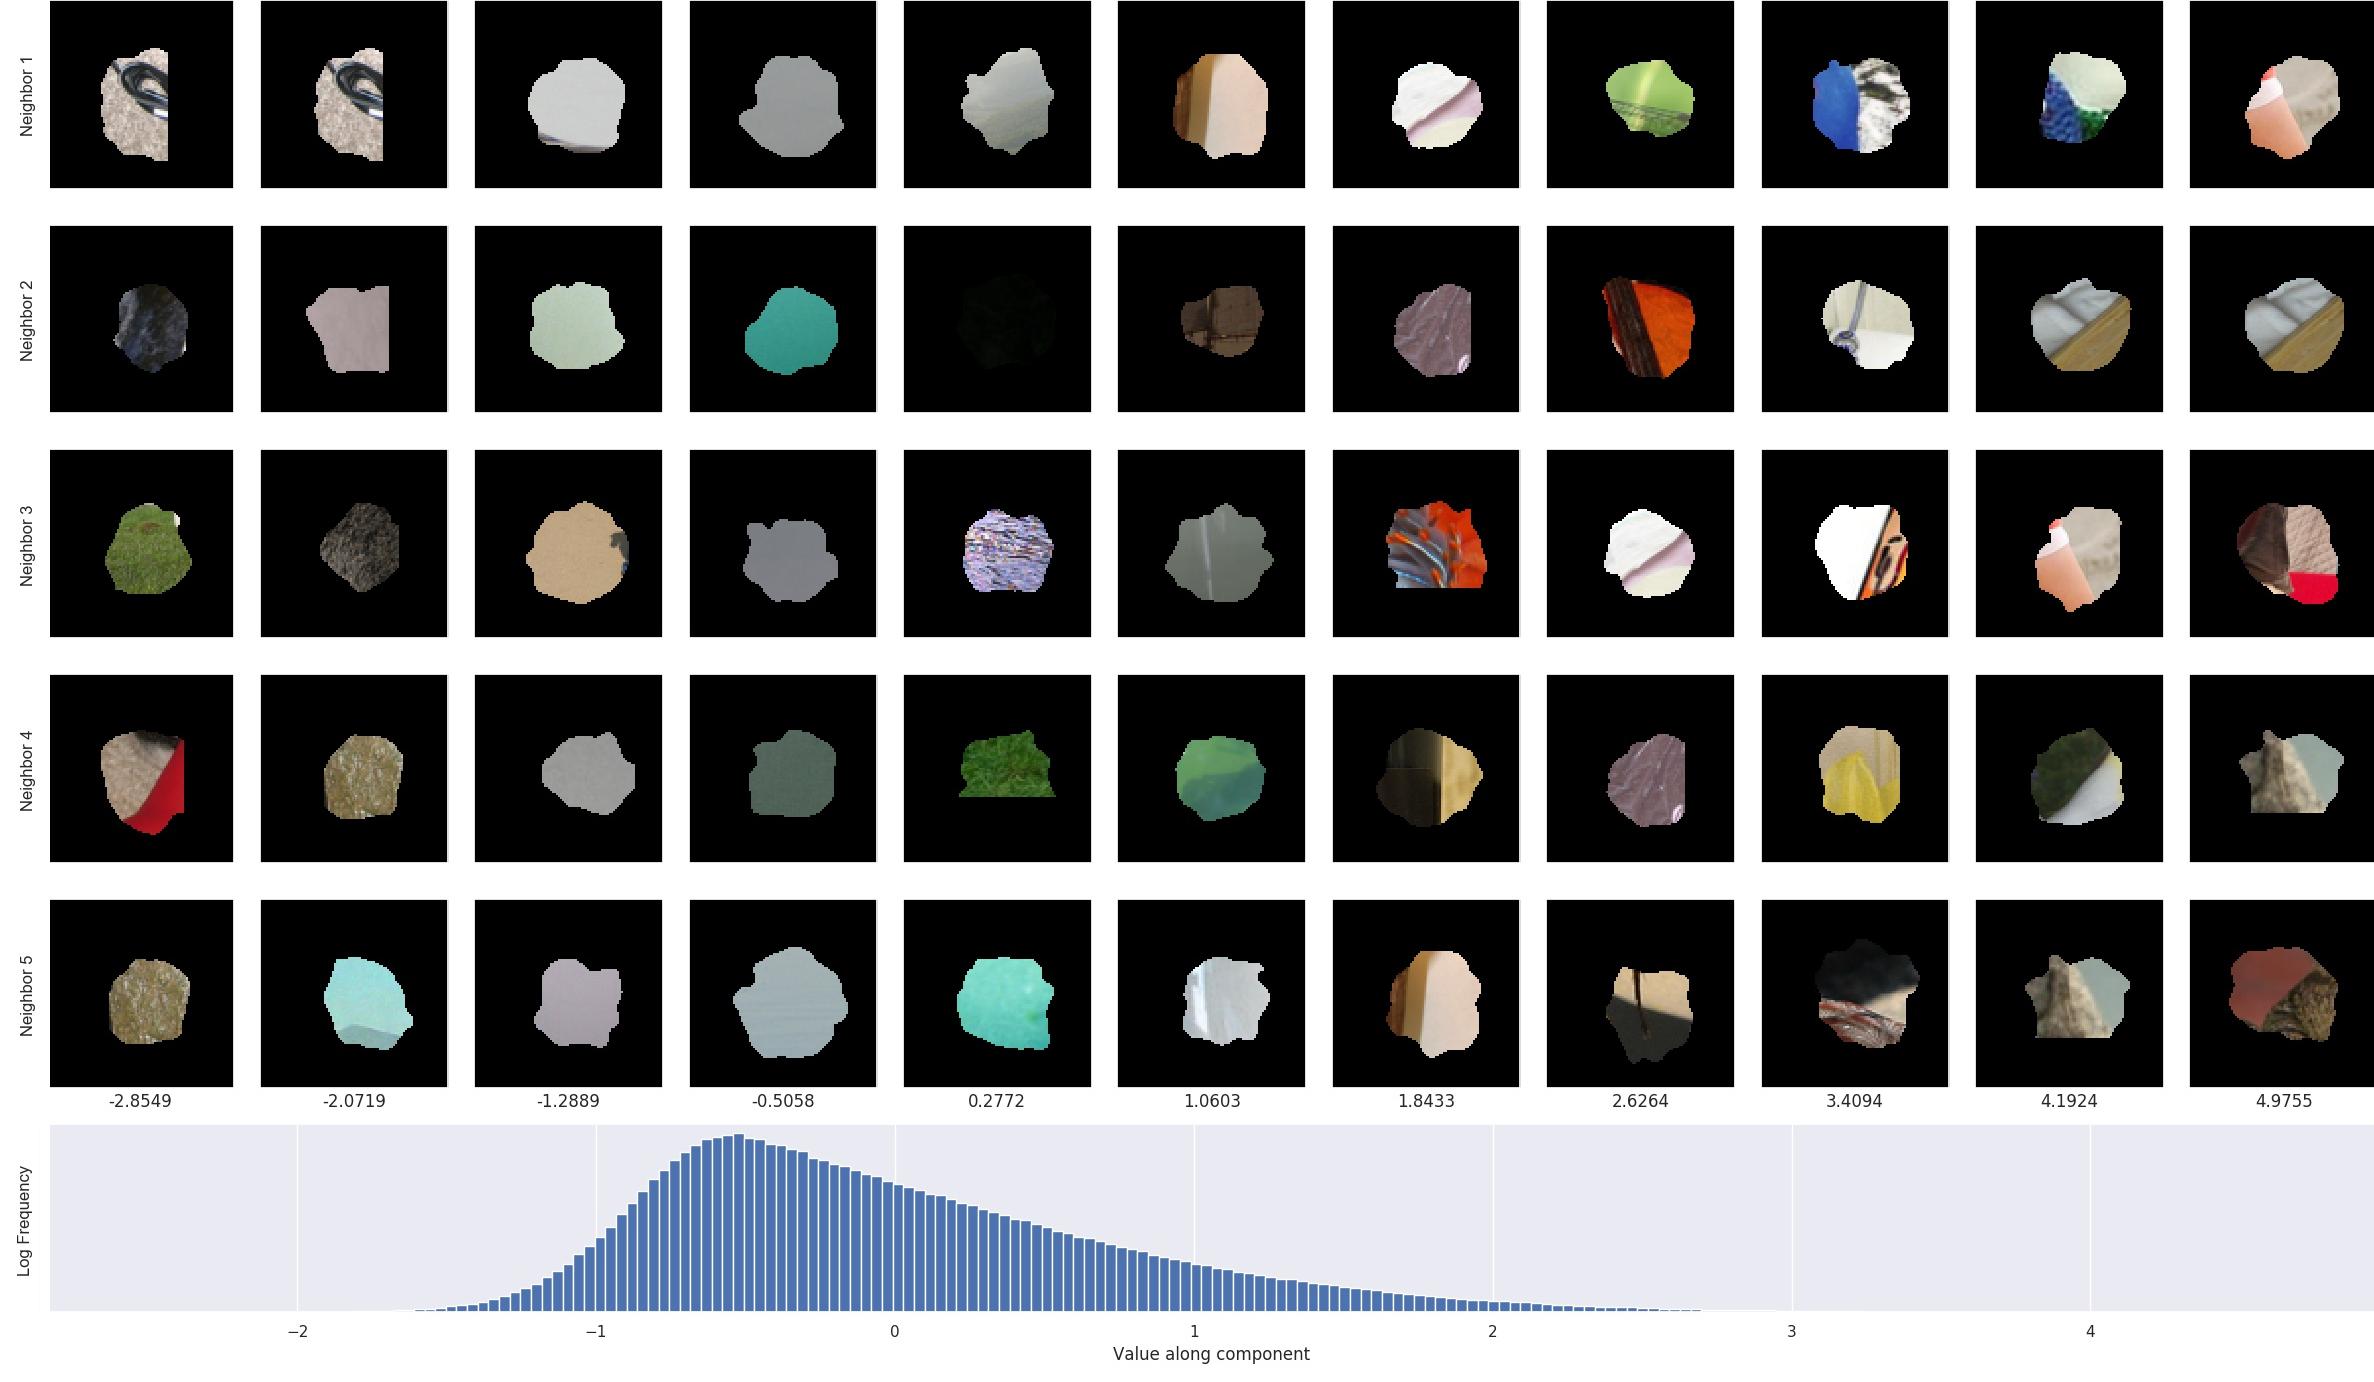 Neighbor 1
Neighbor 2
Neighbor 3
Neighbor 4
Neighbor 5
-2.8549 -2.0719 -1.2889 -0.5058 0.2772 1.0603 1.8433 2.6264 3.4094 4.1924 4.9755
Log Frequency
−2 −1 0 1 2 3 4
Value along component